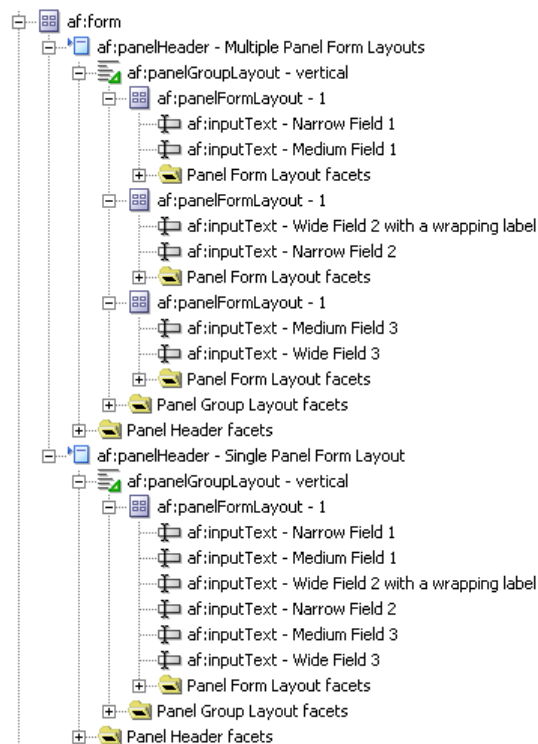 af:form
af:panelHeader - Multiple Panel Form Layouts
af:panelGroupLayout - vertical
af:panelFormLayout - 1
af:inputText - Narrow Field 1
af:inputText - Medium Field 1
Panel Form Layout facets
af:panelFormLayout - 1
af:inputText - Wide Field 2 with a wrapping label
af:inputText - Narrow Field 2
Panel Form Layout facets
af:panelFormLayout - 1
af:inputText - Medium Field 3
af:inputText - Wide Field 3
Panel Form Layout facets
Panel Group Layout facets
Panel Header facets
af:panelHeader - Single Panel Form Layout
af:panelGroupLayout - vertical
af:panelFormLayout - 1
af:inputText - Narrow Field 1
af:inputText - Medium Field 1
af:inputText - Wide Field 2 with a wrapping label
af:inputText - Narrow Field 2
af:inputText - Medium Field 3
af:inputText - Wide Field 3
Panel Form Layout facets
Panel Group Layout facets
Panel Header facets